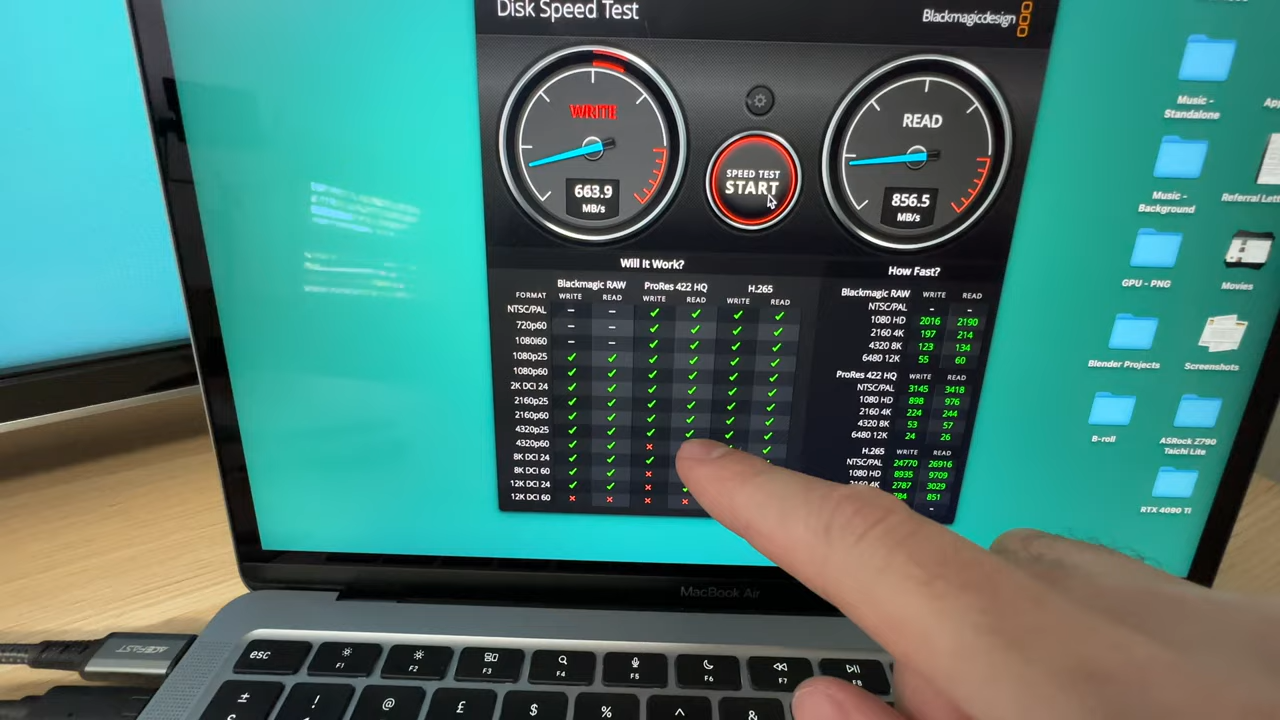 Disk Speed Test
Blackmagicdesign
WRITE
663.9
MB/s
SPEED TEST
START
READ
856.5
MB/s
Will It Work?
Blackmagic RAW ProRes 422 HQ H.265
FORMAT WRITE READ WRITE READ WRITE READ
NTSC/PAL – – ✓ ✓ ✓ ✓
720p60 – – ✓ ✓ ✓ ✓
1080i60 – – ✓ ✓ ✓ ✓
1080p25 ✓ ✓ ✓ ✓ ✓ ✓
1080p60 ✓ ✓ ✓ ✓ ✓ ✓
2K DCI 24 ✓ ✓ ✓ ✓ ✓ ✓
2160p25 ✓ ✓ ✓ ✓ ✓ ✓
2160p60 ✓ ✓ ✓ ✓ ✓ ✓
4320p25 ✓ ✓ ✓ ✓ ✓ ✓
4320p60 ✓ ✓ ✗
8K DCI 24 ✓ ✓ ✓
8K DCI 60 ✓ ✓ ✗
12K DCI 24 ✓ ✓ ✗
12K DCI 60 ✗ ✗ ✗ ✗
How Fast?
Blackmagic RAW WRITE READ
NTSC/PAL – –
1080 HD 2016 2190
2160 4K 197 214
4320 8K 123 134
6480 12K 55 60
ProRes 422 HQ WRITE READ
NTSC/PAL 3145 3418
1080 HD 898 976
2160 4K 224 244
4320 8K 53 57
6480 12K 24 26
H.265 WRITE READ
NTSC/PAL 24770 26916
1080 HD 8935 9709
2160 4K 2787 3029
784 851
–
Music -
Standalone
Music -
Background
Referral Lett
GPU - PNG
Movies
Blender Projects
Screenshots
B-roll
ASRock Z790
Taichi Lite
RTX 4090 TI
MacBook Air
ACEFAST
esc F1 F2 F3 F4 F5 F6 F7 F8
± ! @ £ $ % ^ &